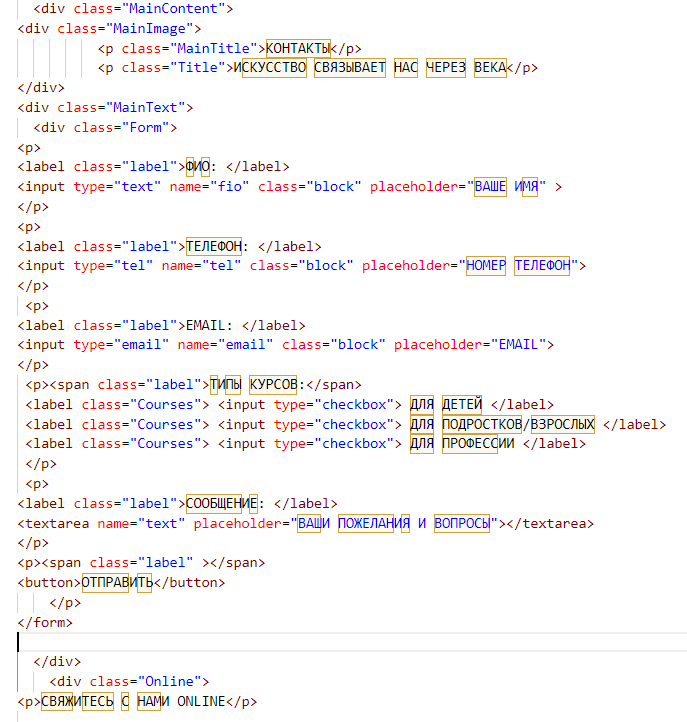 <div class="MainContent">
<div class="MainImage">
<p class="MainTitle">КОНТАКТЫ</p>
<p class="Title">ИСКУССТВО СВЯЗЫВАЕТ НАС ЧЕРЕЗ ВЕКА</p>
</div>
<div class="MainText">
<div class="Form">
<p>
<label class="label">ФИО: </label>
<input type="text" name="fio" class="block" placeholder="ВАШЕ ИМЯ" >
</p>
<p>
<label class="label">ТЕЛЕФОН: </label>
<input type="tel" name="tel" class="block" placeholder="НОМЕР ТЕЛЕФОН">
</p>
<p>
<label class="label">EMAIL: </label>
<input type="email" name="email" class="block" placeholder="EMAIL">
</p>
<p><span class="label">ТИПЫ КУРСОВ:</span>
<label class="Courses"> <input type="checkbox"> ДЛЯ ДЕТЕЙ </label>
<label class="Courses"> <input type="checkbox"> ДЛЯ ПОДРОСТКОВ/ВЗРОСЛЫХ </label>
<label class="Courses"> <input type="checkbox"> ДЛЯ ПРОФЕССИИ </label>
</p>
<p>
<label class="label">СООБЩЕНИЕ: </label>
<textarea name="text" placeholder="ВАШИ ПОЖЕЛАНИЯ И ВОПРОСЫ"></textarea>
</p>
<p><span class="label" ></span>
<button>ОТПРАВИТЬ</button>
</p>
</form>
</div>
<div class="Online">
<p>СВЯЖИТЕСЬ С НАМИ ONLINE</p>